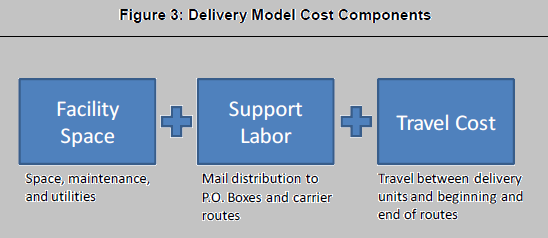 Figure 3: Delivery Model Cost Components
Facility
Space
Support
Labor
Travel Cost
Space, maintenance,
and utilities
Mail distribution to
P.O. Boxes and carrier
routes
Travel between delivery
units and beginning and
end of routes